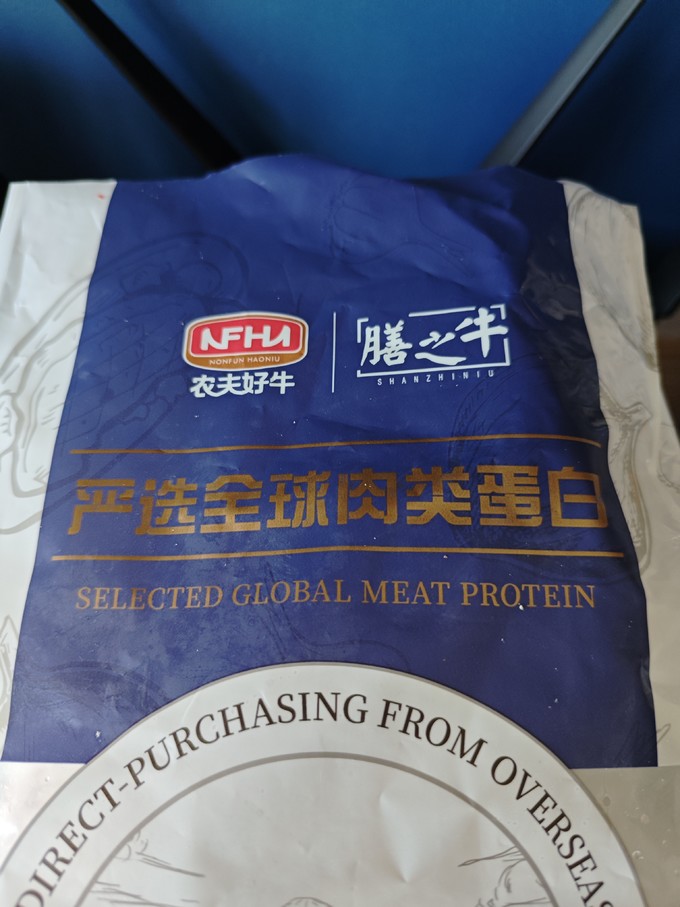 NFHN
NONFUN HAONIU
农夫好牛
膳之牛
SHANZHINIU
严选全球肉类蛋白
SELECTED GLOBAL MEAT PROTEIN
DIRECT-PURCHASING FROM OVERSEAS